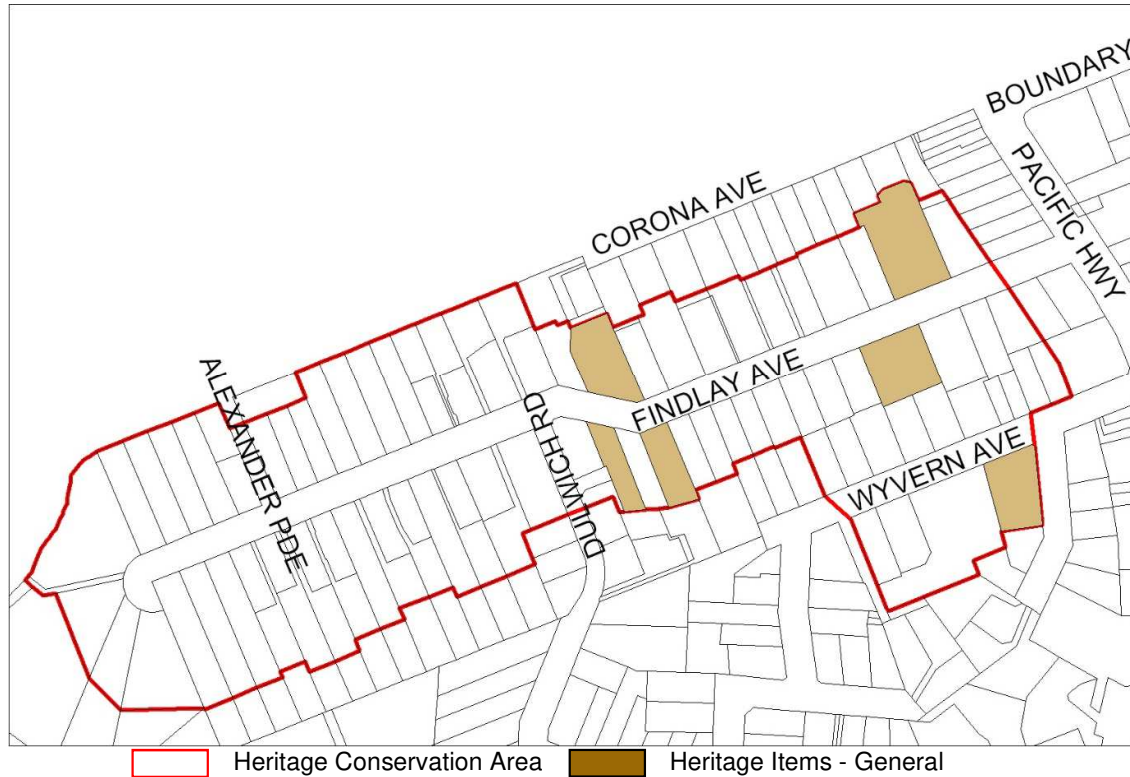 BOUNDARY
PACIFIC HWY
CORONA AVE
ALEXANDER PDE
DULWICH RD
FINDLAY AVE
WYVERN AVE
Heritage Conservation Area
Heritage Items - General